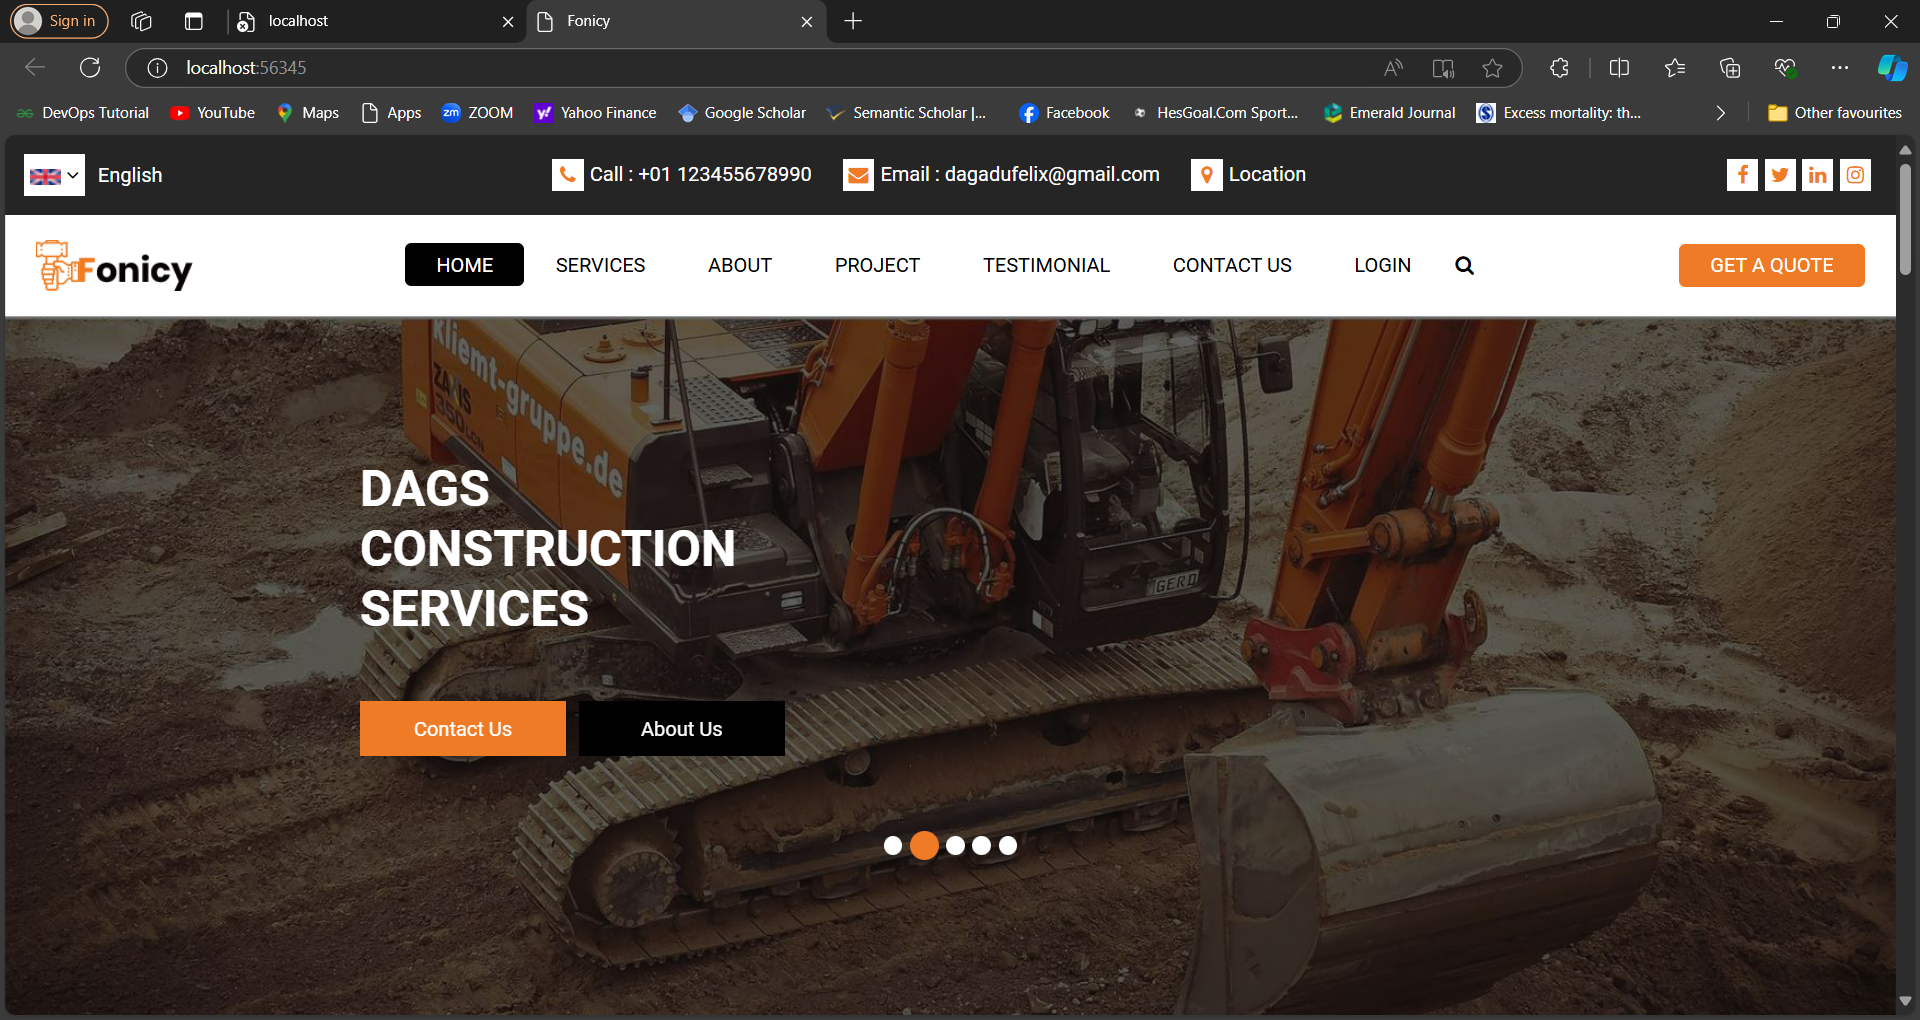 Sign in
localhost
Fonicy
localhost:56345
DevOps Tutorial
YouTube
Maps
Apps
ZOOM
Yahoo Finance
Google Scholar
Semantic Scholar |...
Facebook
HesGoal.Com Sport...
Emerald Journal
Excess mortality: th...
Other favourites
English
Call : +01 123455678990
Email : dagadufelix@gmail.com
Location
Fonicy
HOME
SERVICES
ABOUT
PROJECT
TESTIMONIAL
CONTACT US
LOGIN
GET A QUOTE
kliemt-gruppe.de
ZAXIS
350LCN
GERD
DAGS
CONSTRUCTION
SERVICES
Contact Us
About Us